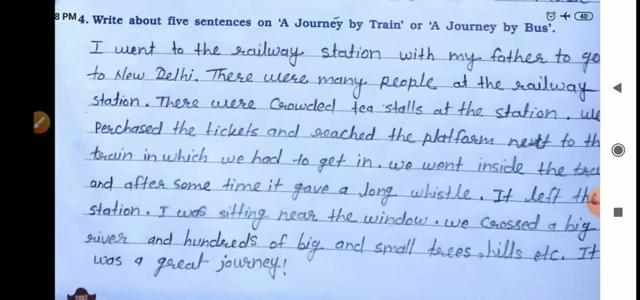 8 PM
40
4. Write about five sentences on ‘A Journey by Train’ or ‘A Journey by Bus’.
I went to the railway station with my father to go
to New Delhi. There were many people at the railway
station. There were crowded tea stalls at the station. we
Perchased the tickets and reached the platform next to th
train in which we had to get in. we went inside the tra
and after some time it gave a long whistle. It left the
station. I was sitting near the window. we crossed a big
river and hundreds of big and small trees, hills etc. It
was a great journey!